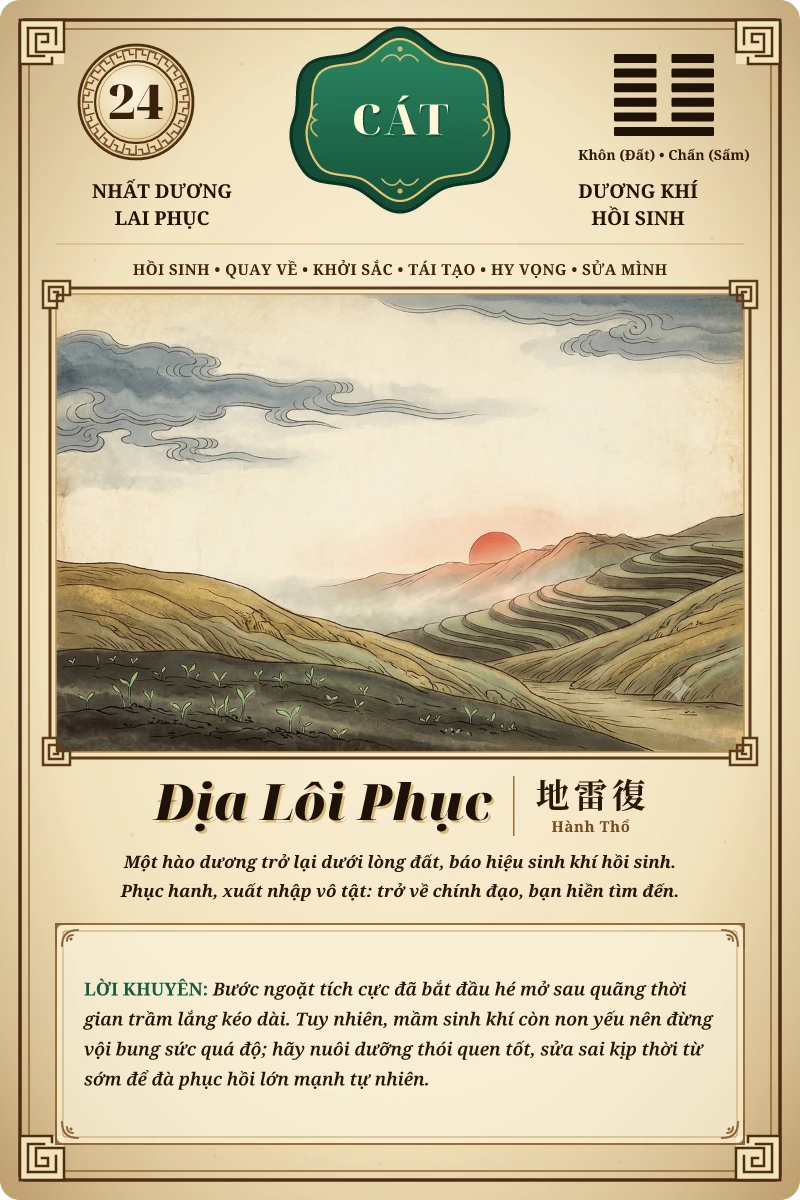 24
CÁT
Khôn (Đất) • Chấn (Sấm)
NHẤT DƯƠNG
LAI PHỤC
DƯƠNG KHÍ
HỒI SINH
HỒI SINH • QUAY VỀ • KHỞI SẮC • TÁI TẠO • HY VỌNG • SỬA MÌNH
Địa Lôi Phục
地雷復
Hành Thổ
Một hào dương trở lại dưới lòng đất, báo hiệu sinh khí hồi sinh.
Phục hanh, xuất nhập vô tật: trở về chính đạo, bạn hiền tìm đến.
LỜI KHUYÊN: Bước ngoặt tích cực đã bắt đầu hé mở sau quãng thời
gian trầm lắng kéo dài. Tuy nhiên, mầm sinh khí còn non yếu nên đừng
vội bung sức quá độ; hãy nuôi dưỡng thói quen tốt, sửa sai kịp thời từ
sớm để đà phục hồi lớn mạnh tự nhiên.